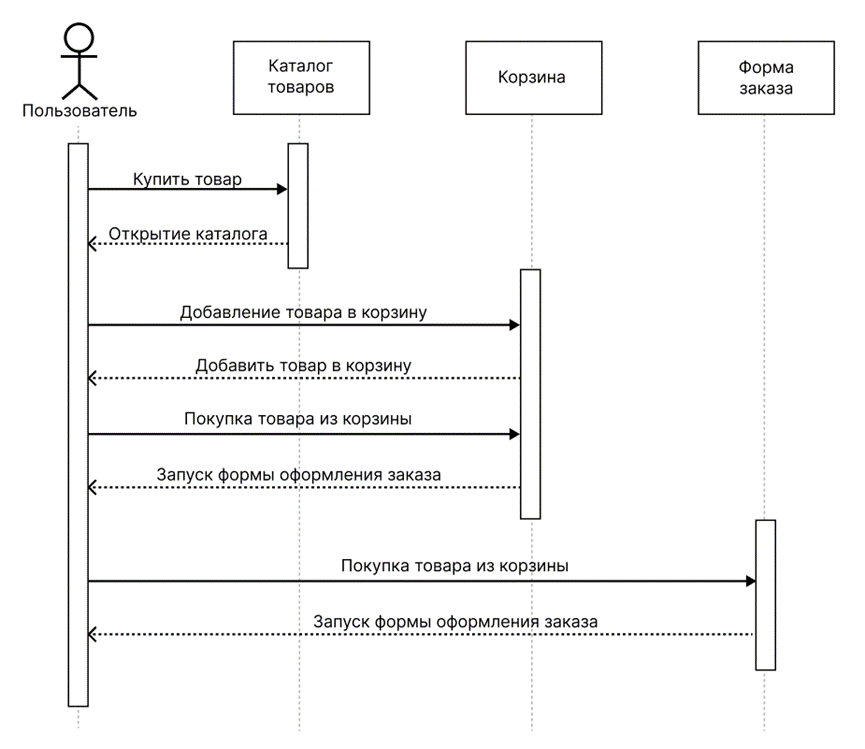 Пользователь
Каталог
товаров
Корзина
Форма
заказа
Купить товар
Открытие каталога
Добавление товара в корзину
Добавить товар в корзину
Покупка товара из корзины
Запуск формы оформления заказа
Покупка товара из корзины
Запуск формы оформления заказа